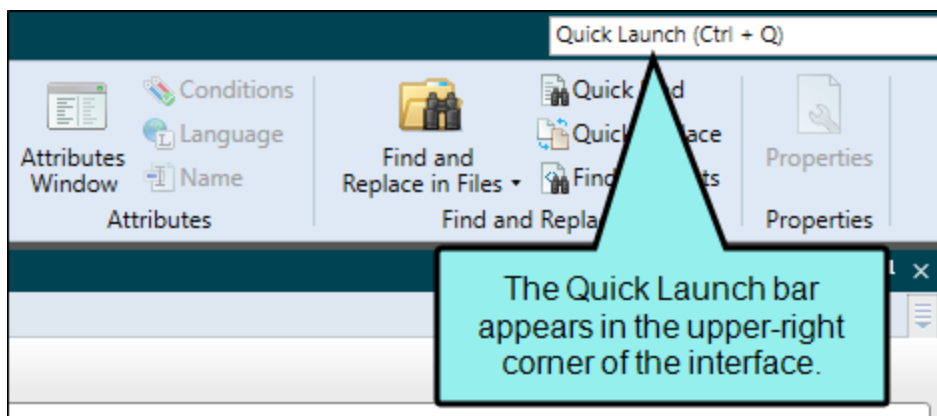 Quick Launch (Ctrl + Q)
Conditions
Language
Name
Attributes
Window
Attributes
Find and
Replace in Files
Quick
Quick
Find and
Properties
Properties
The Quick Launch bar
appears in the upper-right
corner of the interface.